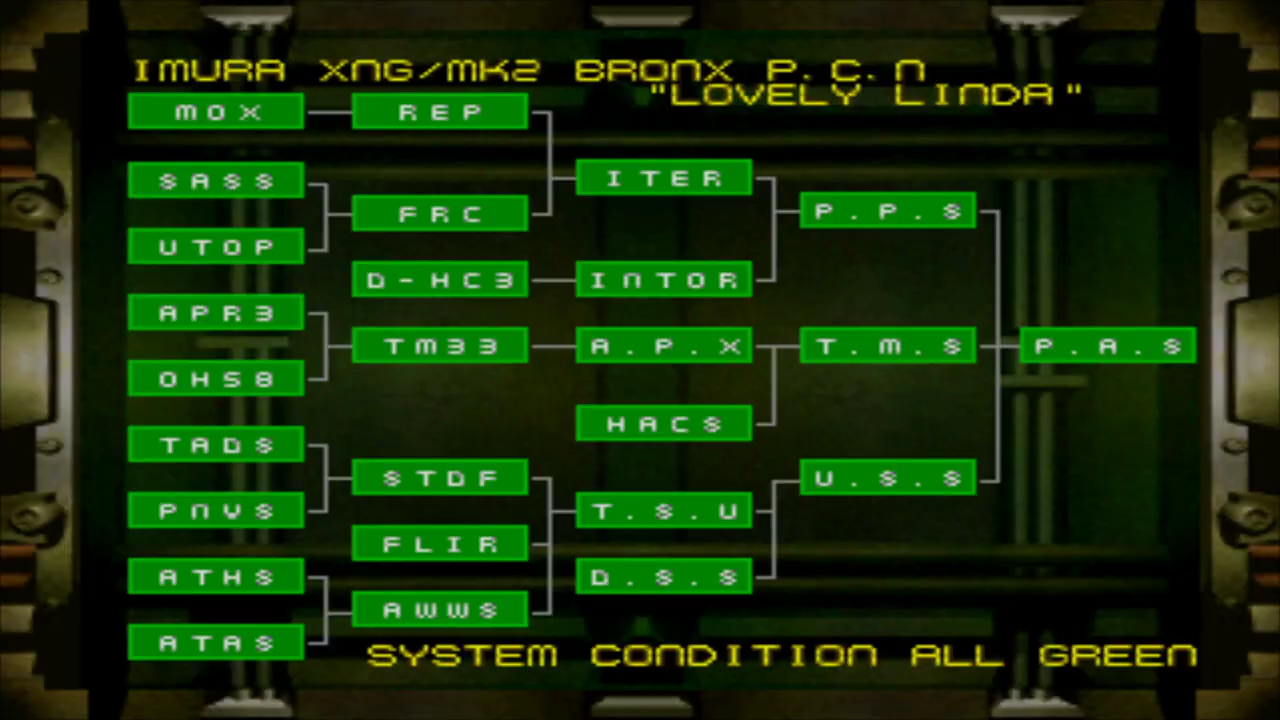 IMURA XNG/MK2 BRONX P.C.N
"LOVELY LINDA"
MOX REP
ITER
SASS
FRC
P.P.S
UTOP
D-HC3 INTOR
APR3
TM33 A.P.X T.M.S P.A.S
OHS8
HACS
TADS
STDF
U.S.S
PNVS
T.S.U
FLIR
ATHS
D.S.S
AWWS
ATAS
SYSTEM CONDITION ALL GREEN